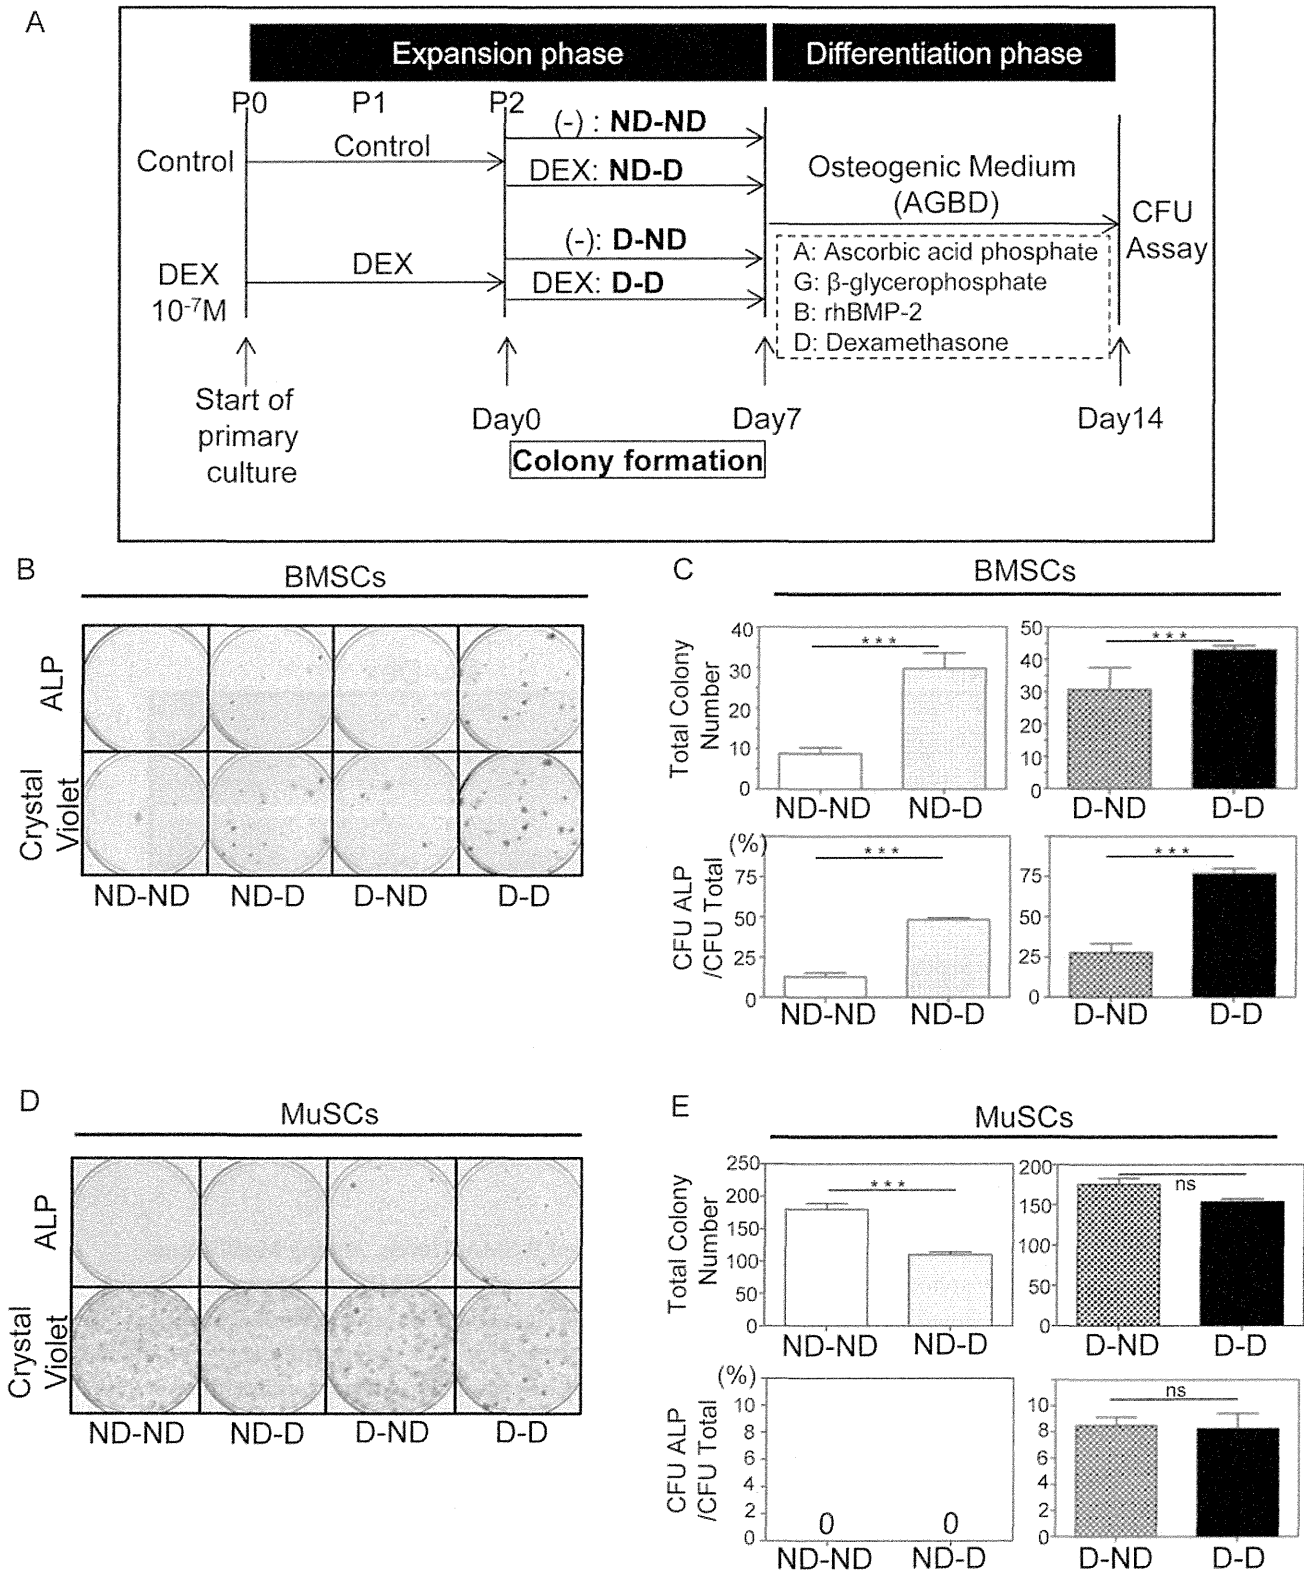 A
Expansion phase
Differentiation phase
P0
P1
P2
Control
Control
(-) : ND-ND
DEX: ND-D
(-): D-ND
DEX: D-D
DEX
10-7M
DEX
Osteogenic Medium
(AGBD)
A: Ascorbic acid phosphate
G: β-glycerophosphate
B: rhBMP-2
D: Dexamethasone
CFU
Assay
Start of
primary
culture
Day0
Day7
Day14
Colony formation
B
BMSCs
ALP
Crystal
Violet
ND-ND
ND-D
D-ND
D-D
C
BMSCs
Total Colony
Number
40
30
20
10
0
***
ND-ND
ND-D
50
40
30
20
10
0
***
D-ND
D-D
CFU ALP
/CFU Total
(%)
75
50
25
0
***
ND-ND
ND-D
75
50
25
0
***
D-ND
D-D
D
MuSCs
ALP
Crystal
Violet
ND-ND
ND-D
D-ND
D-D
E
MuSCs
Total Colony
Number
250
200
150
100
50
0
***
ND-ND
ND-D
200
150
100
50
0
ns
D-ND
D-D
CFU ALP
/CFU Total
(%)
10
8
6
4
2
0
0
0
ND-ND
ND-D
10
8
6
4
2
0
ns
D-ND
D-D